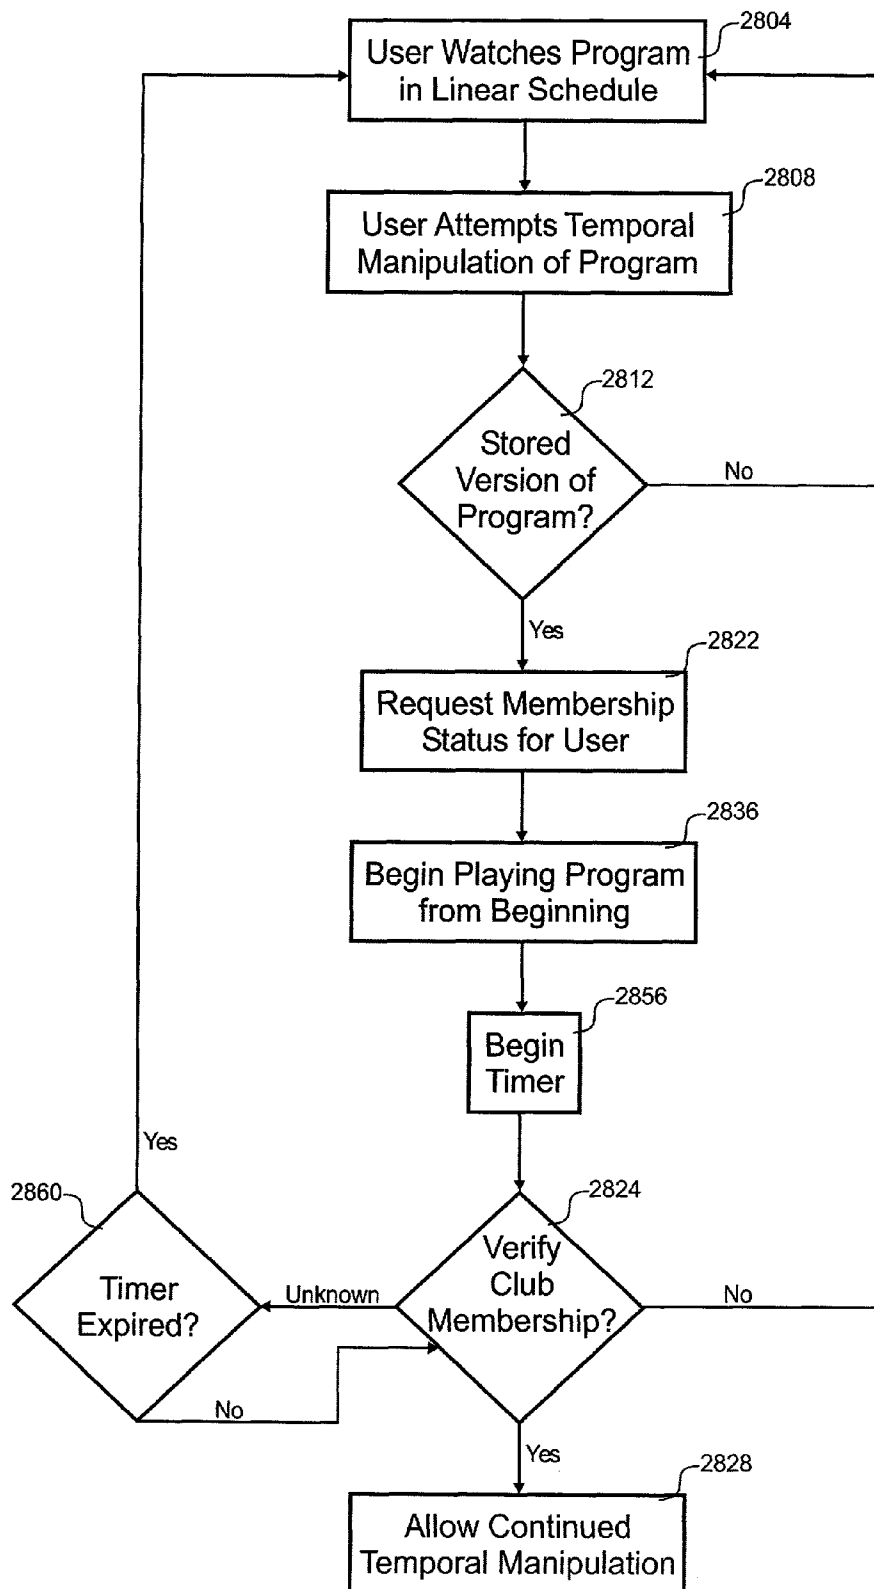 2804
User Watches Program
in Linear Schedule
2808
User Attempts Temporal
Manipulation of Program
2812
Stored
Version of
Program?
No
Yes
2822
Request Membership
Status for User
2836
Begin Playing Program
from Beginning
2856
Begin
Timer
Yes
2860
2824
Verify
Club
Membership?
Timer
Expired?
Unknown
No
No
Yes
2828
Allow Continued
Temporal Manipulation